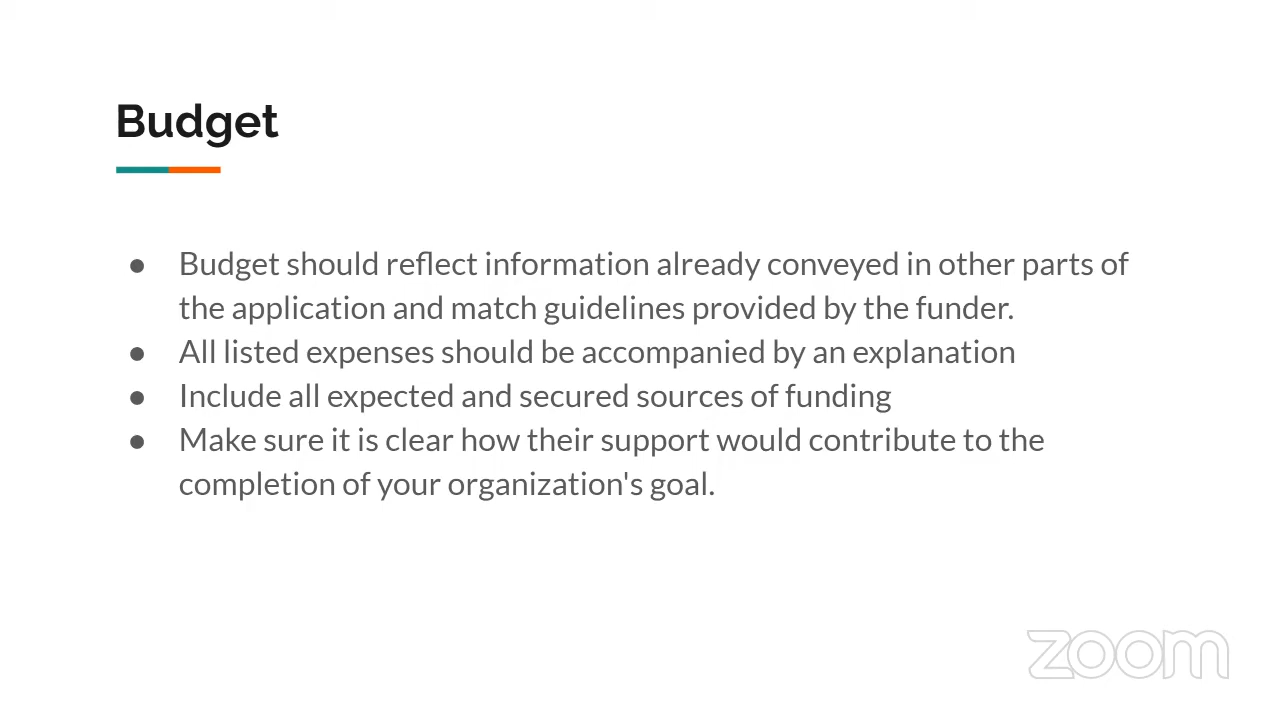 Budget
● Budget should reflect information already conveyed in other parts of
the application and match guidelines provided by the funder.
● All listed expenses should be accompanied by an explanation
● Include all expected and secured sources of funding
● Make sure it is clear how their support would contribute to the
completion of your organization's goal.
zoom